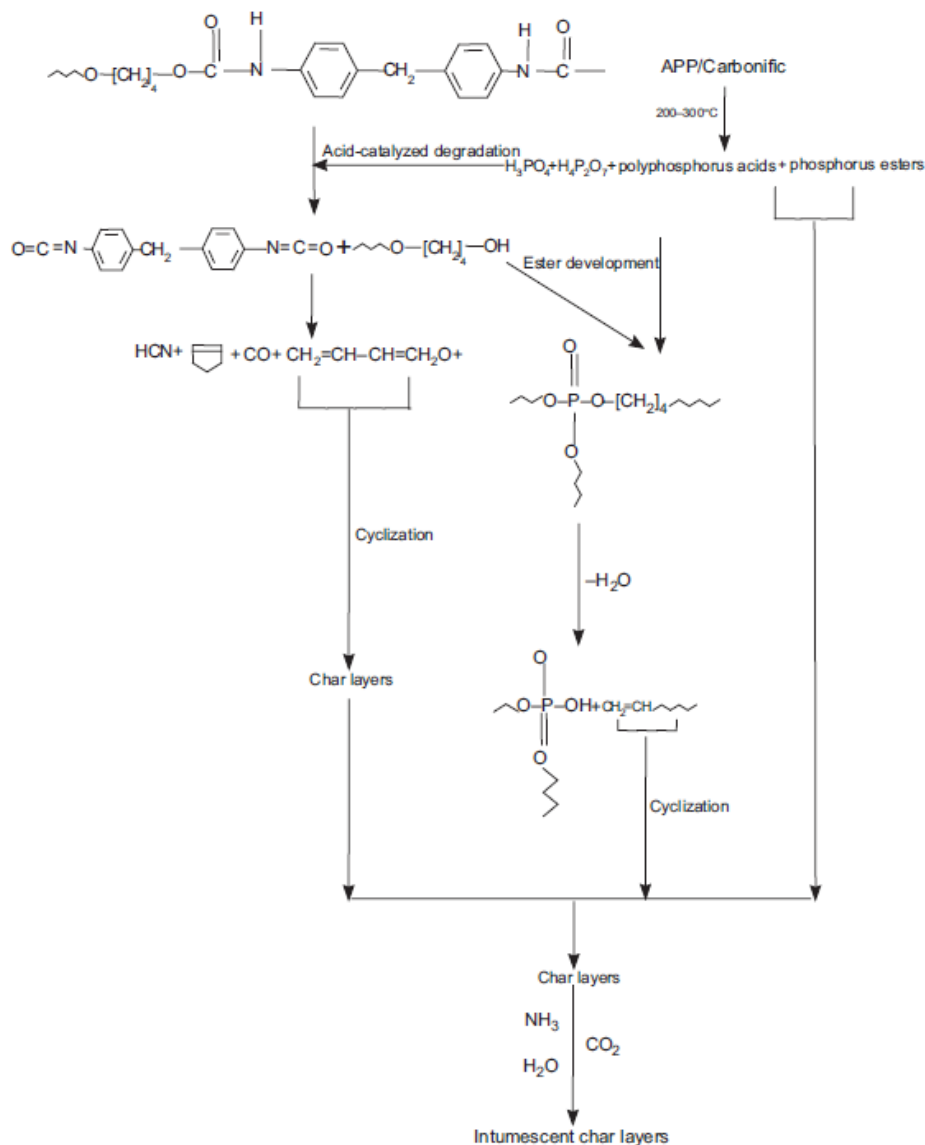 O H H O
O–[CH₂]₄–O–C–N CH₂ N–C
APP/Carbonific
200–300°C
Acid-catalyzed degradation
H₃PO₄+H₄P₂O₇+polyphosphorus acids+phosphorus esters
O=C=N CH₂ N=C=O+ O–[CH₂]₄–OH
Ester development
HCN+ +CO+CH₂=CH–CH=CH₂O+
O
O–P–O–[CH₂]₄
O
Cyclization
–H₂O
O
Char layers
O–P–OH+CH₂=CH
O
Cyclization
Char layers
NH₃
CO₂
H₂O
Intumescent char layers